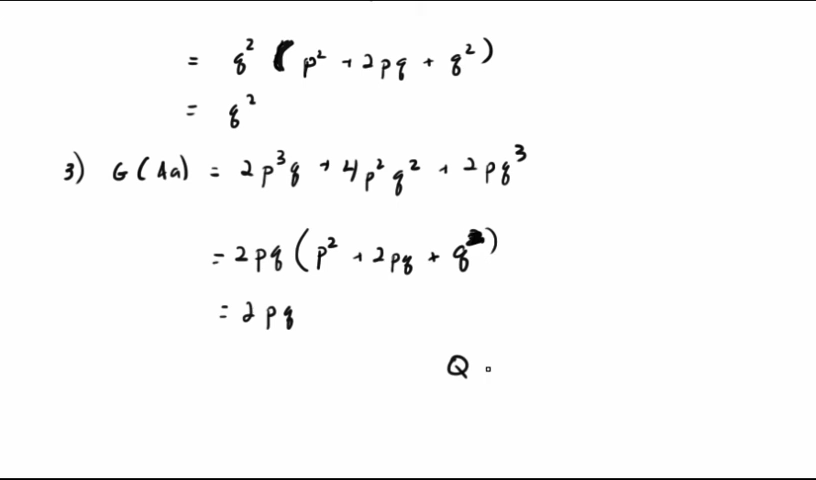 = q² (p² + 2pq + q²)
= q²
3) G(Aa) = 2p³q + 4p²q² + 2pq³
= 2pq (p² + 2pq + q²)
= 2pq
Q.